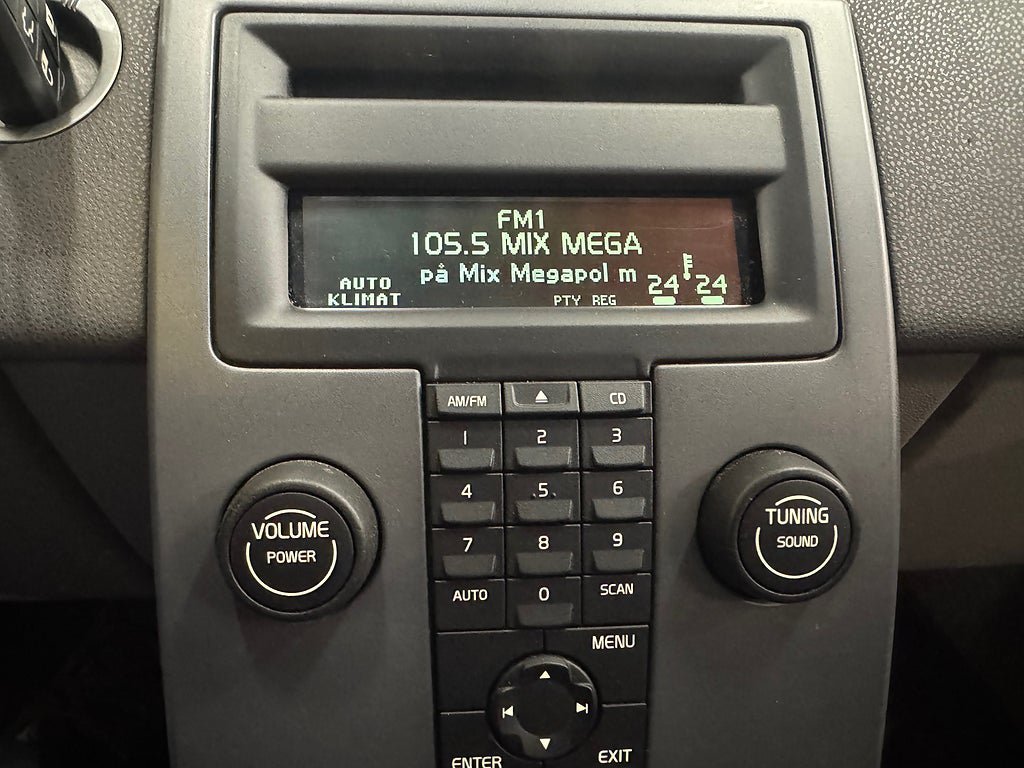 FM1
105.5 MIX MEGA
på Mix Megapol m
AUTO
KLIMAT
PTY REG
24 24
AM/FM CD
1 2 3
4 5 6
7 8 9
AUTO 0 SCAN
VOLUME
POWER
TUNING
SOUND
MENU
ENTER EXIT